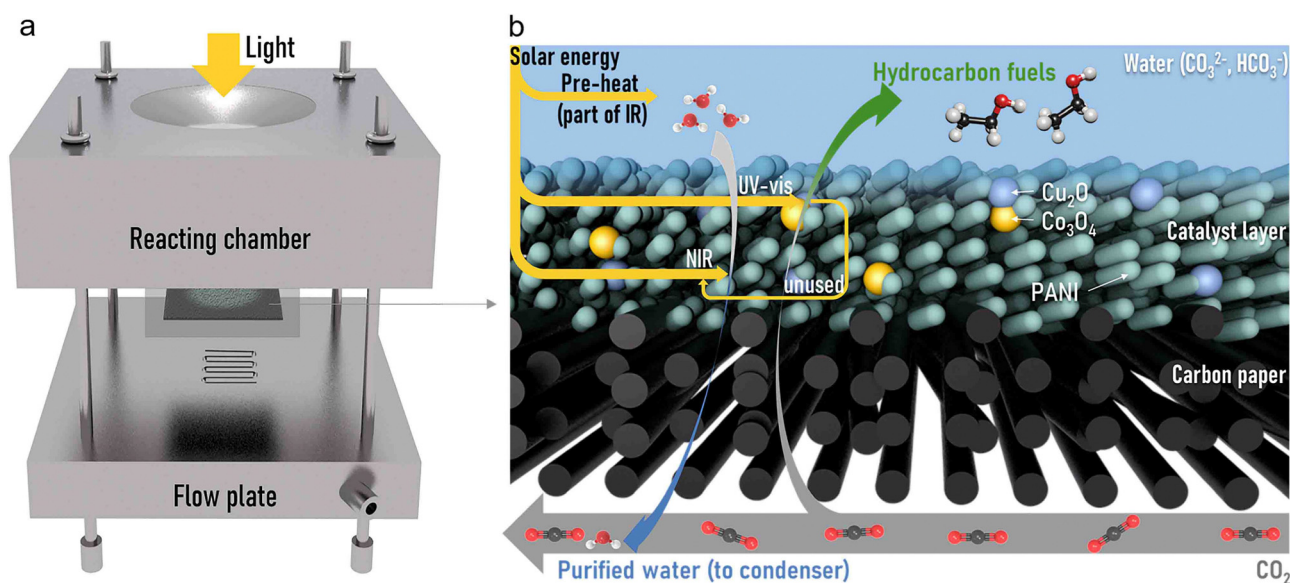 a
Light
Reacting chamber
Flow plate
b
Solar energy
Pre-heat
(part of IR)
Hydrocarbon fuels
Water (CO₃²⁻, HCO₃⁻)
UV-vis
Cu₂O
Co₃O₄
Catalyst layer
NIR
unused
PANI
Carbon paper
Purified water (to condenser)
CO₂